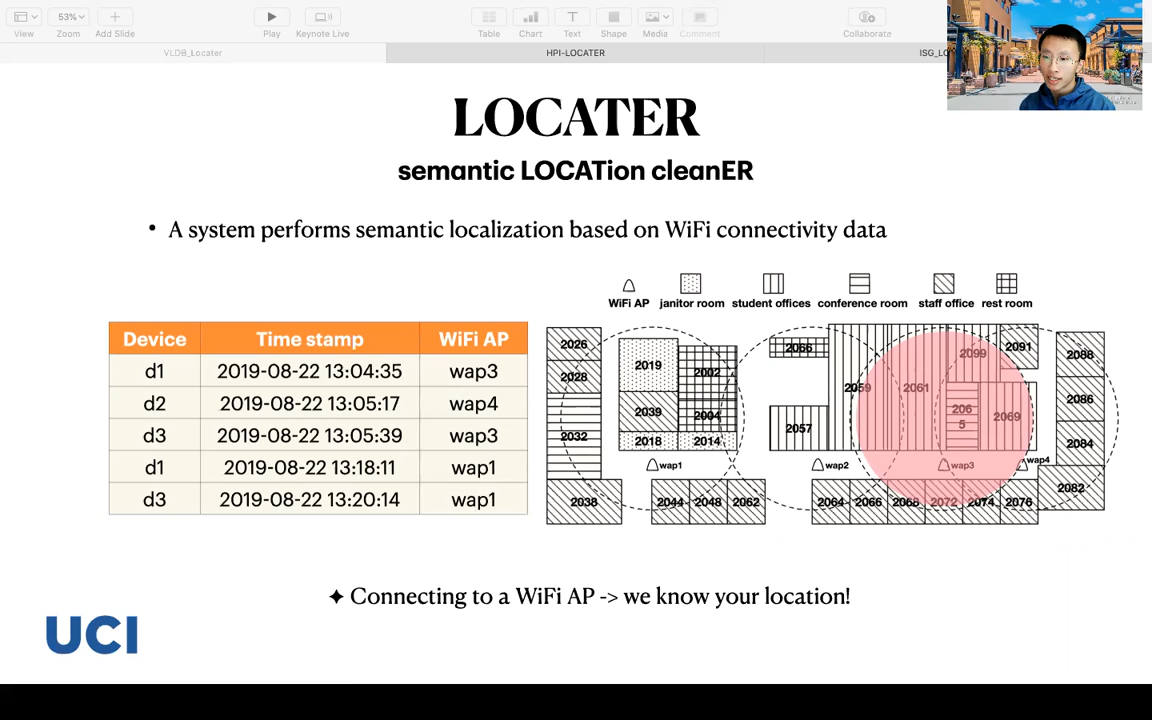 53%
View
Zoom
Add Slide
Play
Keynote Live
Table
Chart
Text
Shape
Media
Comment
Collaborate
VLDB_Locater
HPI-LOCATER
ISG_LO
LOCATER
semantic LOCATion cleanER
• A system performs semantic localization based on WiFi connectivity data
WiFi AP
janitor room
student offices
conference room
staff office
rest room
Device Time stamp WiFi AP
d1 2019-08-22 13:04:35 wap3
d2 2019-08-22 13:05:17 wap4
d3 2019-08-22 13:05:39 wap3
d1 2019-08-22 13:18:11 wap1
d3 2019-08-22 13:20:14 wap1
2026
2028
2032
2038
2019
2039
2018
2002
2004
2014
wap1
2044 2048 2062
2066
2057
2059
2061
2099
2091
206
5
2069
wap2
wap3
wap4
2064 2066 2068 2072 2074 2076
2088
2086
2084
2082
✦ Connecting to a WiFi AP -> we know your location!
UCI